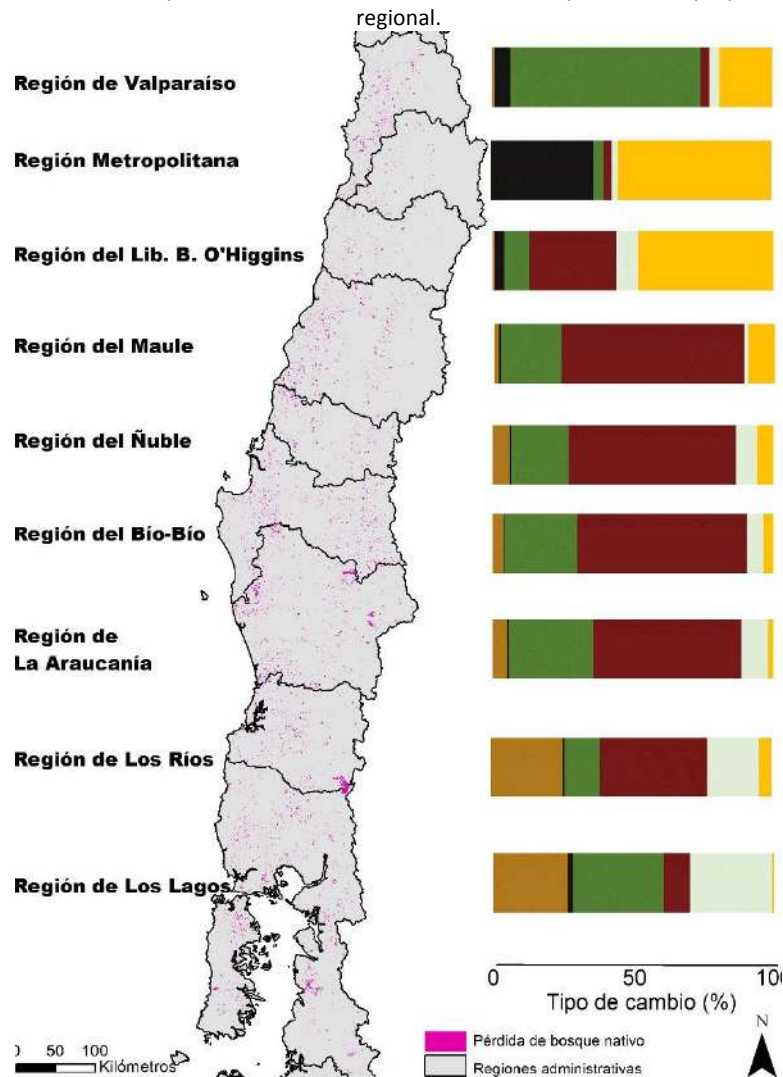 regional.
Región de Valparaíso
Región Metropolitana
Región del Lib. B. O'Higgins
Región del Maule
Región del Ñuble
Región del Bío-Bío
Región de
La Araucanía
Región de Los Ríos
Región de Los Lagos
0 50 100
Tipo de cambio (%)
N
Pérdida de bosque nativo
Regiones administrativas
50 100
Kilómetros